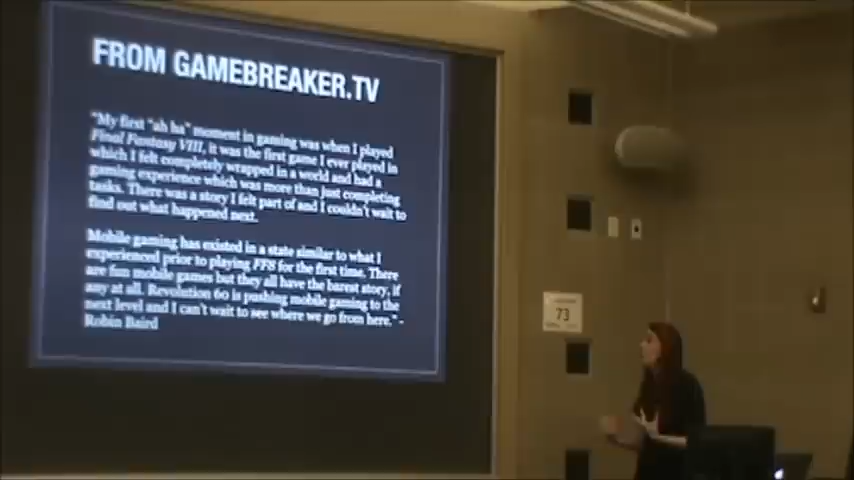 FROM GAMEBREAKER.TV
"My first "ah ha" moment in gaming was when I played
Final Fantasy VIII, it was the first game I ever played in
which I felt completely wrapped in a world and had a
gaming experience which was more than just completing
tasks. There was a story I felt part of and I couldn't wait to
find out what happened next.
Mobile gaming has existed in a state similar to what I
experienced prior to playing FF8 for the first time. There
are fun mobile games but they all have the barest story, if
any at all. Revolution 60 is pushing mobile gaming to the
next level and I can't wait to see where we go from here." -
Robin Baird
73